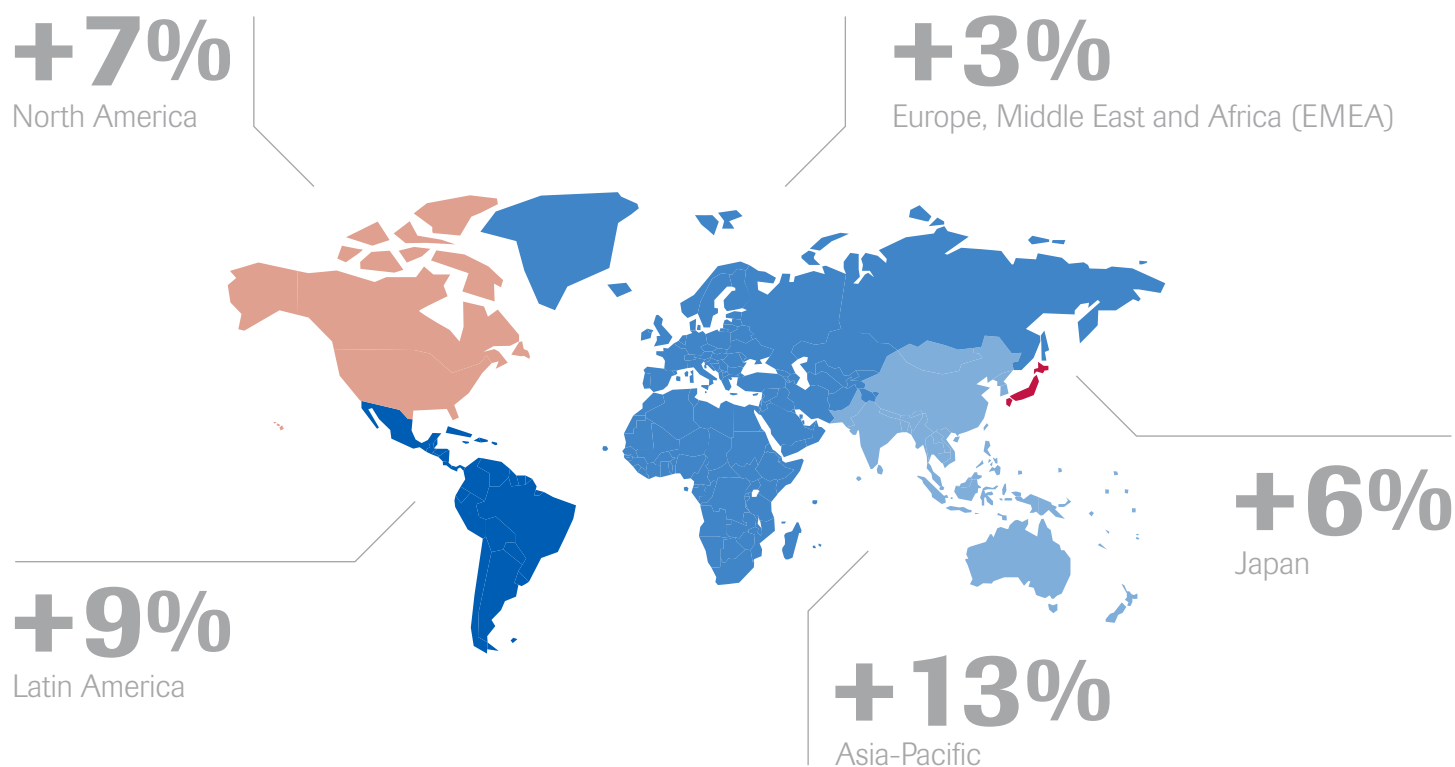 +7%
North America
+3%
Europe, Middle East and Africa (EMEA)
+6%
Japan
+9%
Latin America
+13%
Asia-Pacific